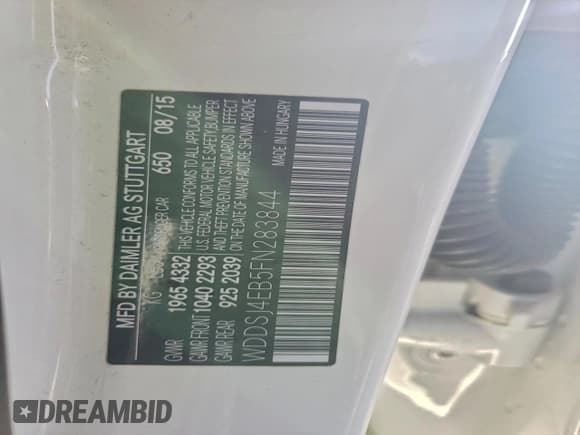 MFD BY DAIMLER AG STUTTGART
KG PASSENGER CAR 650 08/15
GVWR 1965 4332 THIS VEHICLE CONFORMS TO ALL APPLICABLE
GAWR FRONT 1040 2293 U.S. FEDERAL MOTOR VEHICLE SAFETY, BUMPER
AND THEFT PREVENTION STANDARDS IN EFFECT
GAWR REAR 925 2039 ON THE DATE OF MANUFACTURE SHOWN ABOVE
WDDSJ4EB5FN283844 MADE IN HUNGARY
DREAMBID